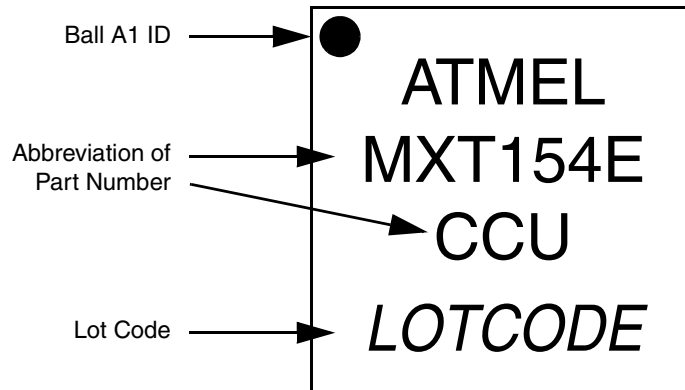 Ball A1 ID
ATMEL
Abbreviation of
Part Number
MXT154E
CCU
Lot Code
LOTCODE